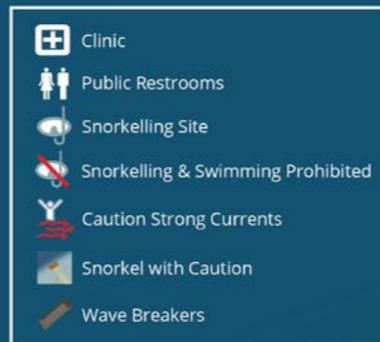 Clinic
Public Restrooms
Snorkelling Site
Snorkelling & Swimming Prohibited
Caution Strong Currents
Snorkel with Caution
Wave Breakers